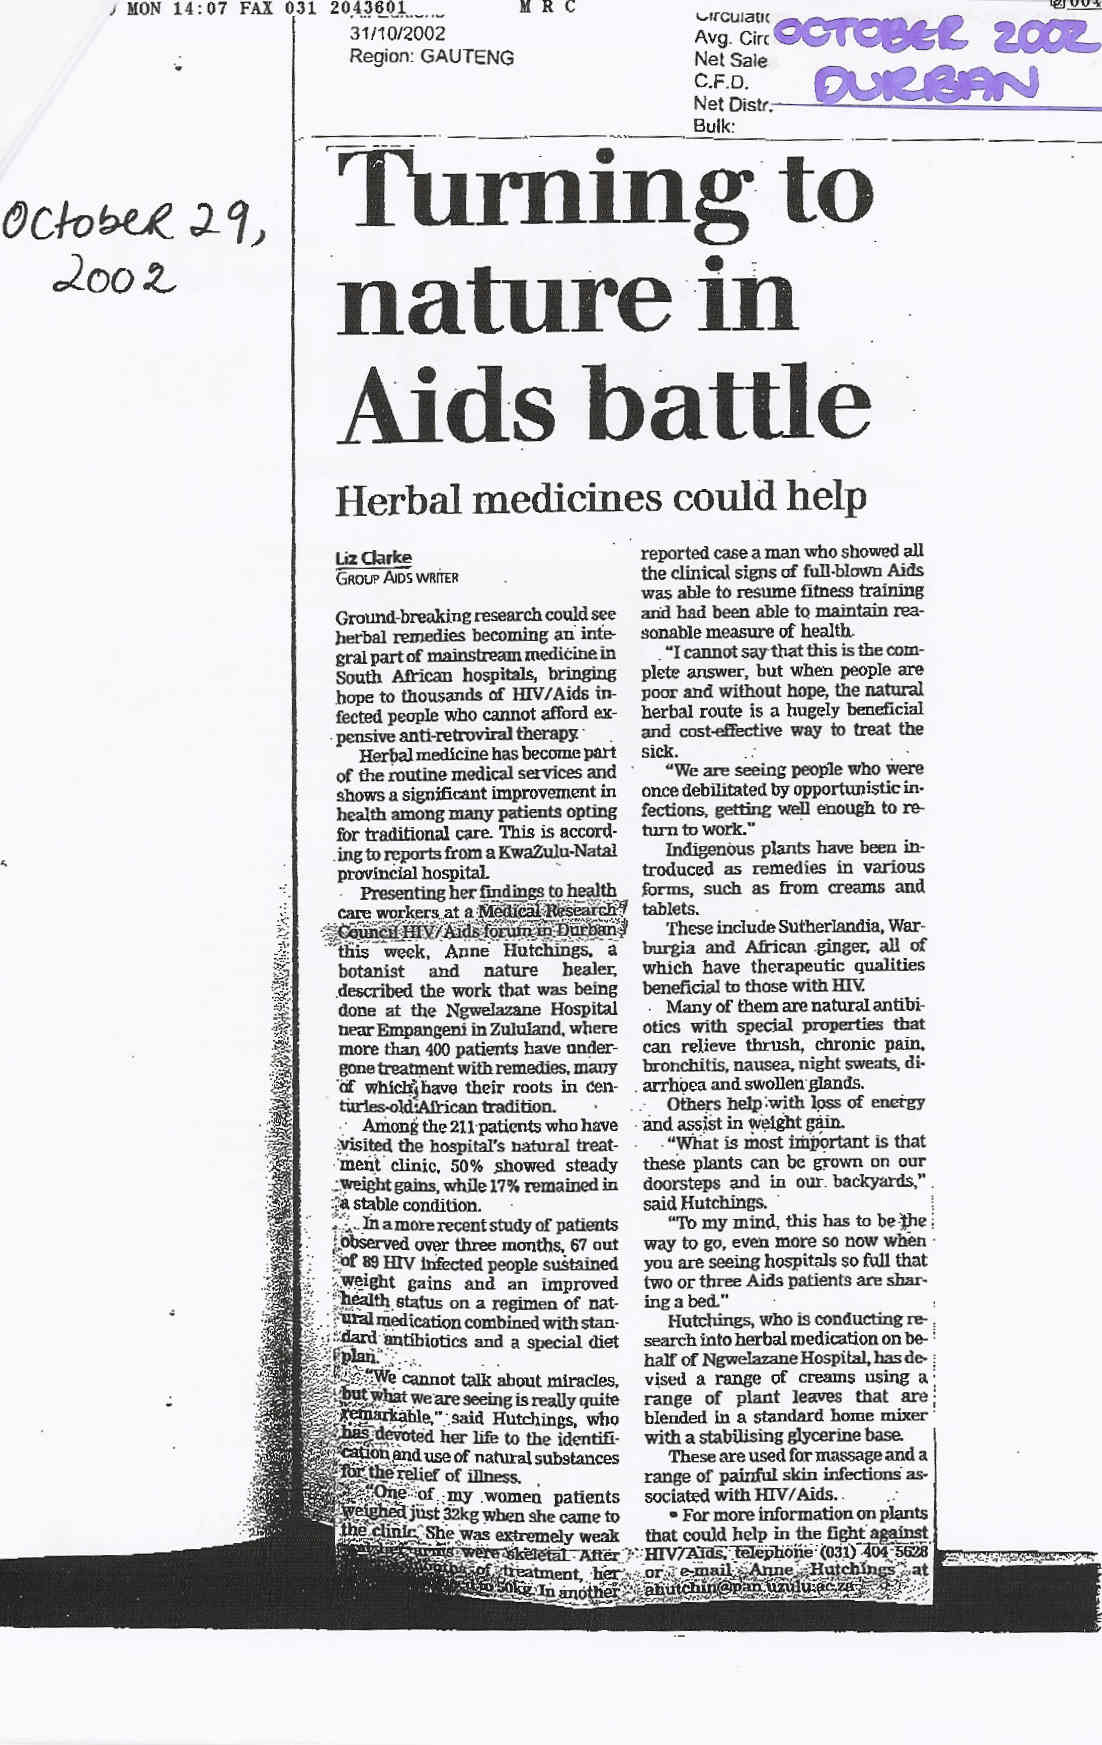 MON 14:07 FAX 031 2043601 M R C
31/10/2002
Region: GAUTENG
Avg. Circ
Net Sale
C.F.D.
Net Distr.
Bulk:
OCTOBER 2002
DURBAN
October 29,
2002
Turning to
nature in
Aids battle
Herbal medicines could help
Liz Clarke
GROUP AIDS WRITER
Ground-breaking research could see
herbal remedies becoming an inte-
gral part of mainstream medicine in
South African hospitals, bringing
hope to thousands of HIV/Aids in-
fected people who cannot afford ex-
pensive anti-retroviral therapy.
Herbal medicine has become part
of the routine medical services and
shows a significant improvement in
health among many patients opting
for traditional care. This is accord-
ing to reports from a KwaZulu-Natal
provincial hospital.
Presenting her findings to health
care workers at a Medical Research
Council HIV/Aids forum in Durban
this week, Anne Hutchings, a
botanist and nature healer,
described the work that was being
done at the Ngwelazane Hospital
near Empangeni in Zululand, where
more than 400 patients have under-
gone treatment with remedies, many
of which have their roots in cen-
turies-old African tradition.
Among the 211 patients who have
visited the hospital's natural treat-
ment clinic, 50% showed steady
weight gains, while 17% remained in
a stable condition.
In a more recent study of patients
observed over three months, 67 out
of 89 HIV infected people sustained
weight gains and an improved
health status on a regimen of nat-
ural medication combined with stan-
dard antibiotics and a special diet
plan.
"We cannot talk about miracles,
but what we are seeing is really quite
remarkable," said Hutchings, who
has devoted her life to the identifi-
cation and use of natural substances
for the relief of illness.
"One of my women patients
weighed just 32kg when she came to
the clinic. She was extremely weak
were skeletal. After
of treatment, her
to 50kg. In another
reported case a man who showed all
the clinical signs of full-blown Aids
was able to resume fitness training
and had been able to maintain rea-
sonable measure of health.
"I cannot say that this is the com-
plete answer, but when people are
poor and without hope, the natural
herbal route is a hugely beneficial
and cost-effective way to treat the
sick.
"We are seeing people who were
once debilitated by opportunistic in-
fections, getting well enough to re-
turn to work."
Indigenous plants have been in-
troduced as remedies in various
forms, such as from creams and
tablets.
These include Sutherlandia, War-
burgia and African ginger, all of
which have therapeutic qualities
beneficial to those with HIV.
Many of them are natural antibi-
otics with special properties that
can relieve thrush, chronic pain,
bronchitis, nausea, night sweats, di-
arrhoea and swollen glands.
Others help with loss of energy
and assist in weight gain.
"What is most important is that
these plants can be grown on our
doorsteps and in our backyards,"
said Hutchings.
"To my mind, this has to be the
way to go, even more so now when
you are seeing hospitals so full that
two or three Aids patients are shar-
ing a bed."
Hutchings, who is conducting re-
search into herbal medication on be-
half of Ngwelazane Hospital, has de-
vised a range of creams using a
range of plant leaves that are
blended in a standard home mixer
with a stabilising glycerine base.
These are used for massage and a
range of painful skin infections as-
sociated with HIV/Aids.
• For more information on plants
that could help in the fight against
HIV/Aids, telephone (031) 404 5628
or e-mail Anne Hutchings at
ahutchin@pan.uzulu.ac.za